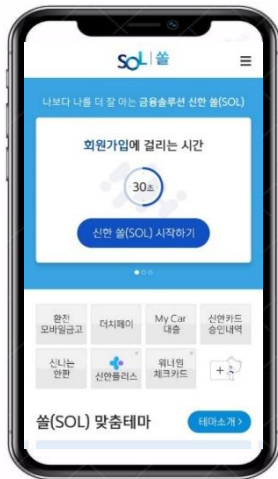 SOL | 쏠
나보다 나를 더 잘 아는 금융솔루션 신한 쏠(SOL)
회원가입에 걸리는 시간
30초
신한 쏠(SOL) 시작하기
환전
모바일금고
더치페이
My Car
대출
신한카드
승인내역
신나는
한판
신한플러스
워너원
체크카드
+
쏠(SOL) 맞춤테마
테마소개 >